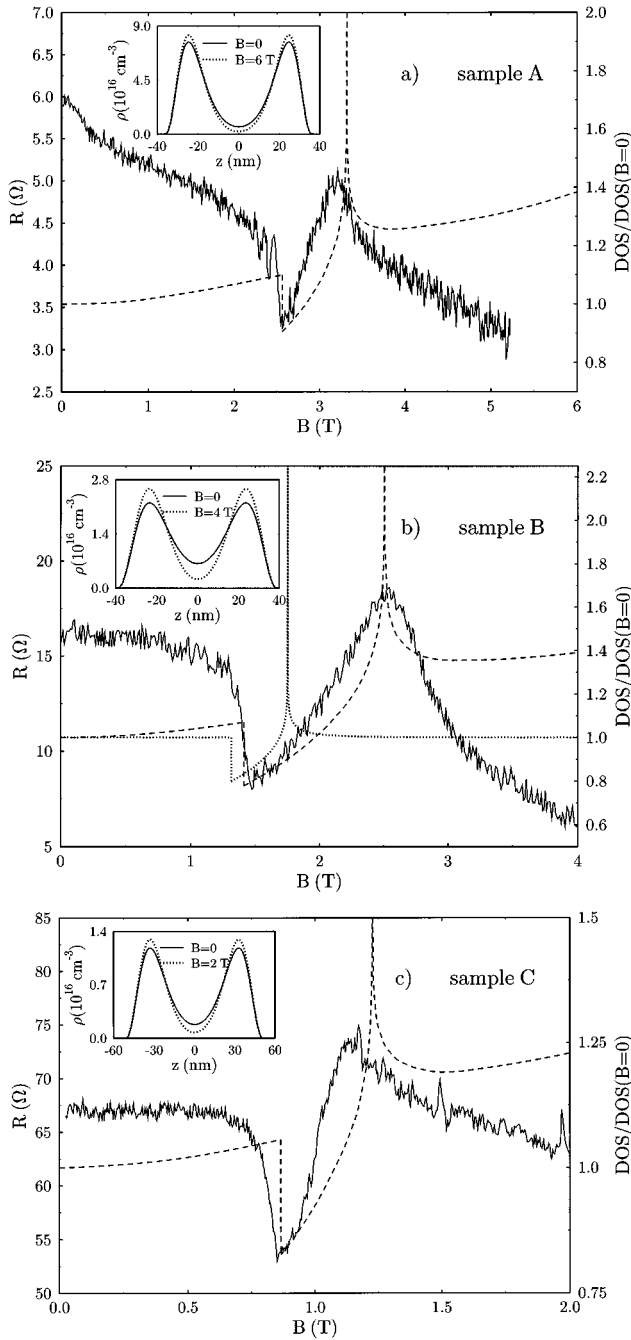 7.0
6.5
6.0
5.5
5.0
4.5
4.0
3.5
3.0
2.5
R (Ω)
9.0
4.5
0.0
ρ(10^16 cm^-3)
B=0
B=6 T
-40 -20 0 20 40
z (nm)
a) sample A
2.0
1.8
1.6
1.4
1.2
1.0
0.8
DOS/DOS(B=0)
0 1 2 3 4 5 6
B (T)
25
20
15
10
5
R (Ω)
2.8
1.4
0.0
ρ(10^16 cm^-3)
B=0
B=4 T
-40 -20 0 20 40
z (nm)
b) sample B
2.2
2.0
1.8
1.6
1.4
1.2
1.0
0.8
0.6
DOS/DOS(B=0)
0 1 2 3 4
B (T)
85
80
75
70
65
60
55
50
R (Ω)
1.4
0.7
0.0
ρ(10^16 cm^-3)
B=0
B=2 T
-60 -30 0 30 60
z (nm)
c) sample C
1.5
1.25
1.0
0.75
DOS/DOS(B=0)
0.0 0.5 1.0 1.5 2.0
B (T)